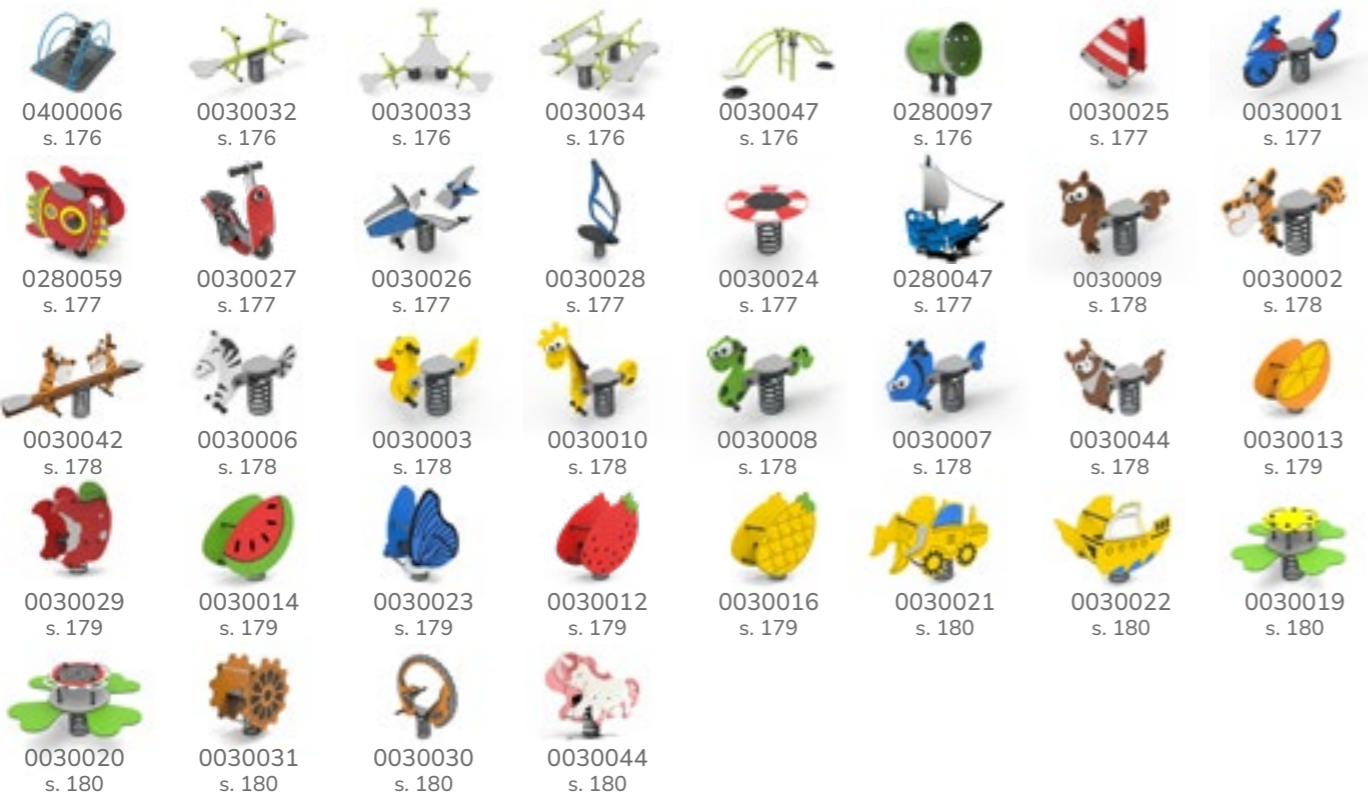 0400006 0030032 0030033 0030034 0030047 0280097 0030025 0030001
s. 176 s. 176 s. 176 s. 176 s. 176 s. 176 s. 177 s. 177
0280059 0030027 0030026 0030028 0030024 0280047 0030009 0030002
s. 177 s. 177 s. 177 s. 177 s. 177 s. 177 s. 178 s. 178
0030042 0030006 0030003 0030010 0030008 0030007 0030044 0030013
s. 178 s. 178 s. 178 s. 178 s. 178 s. 178 s. 178 s. 179
0030029 0030014 0030023 0030012 0030016 0030021 0030022 0030019
s. 179 s. 179 s. 179 s. 179 s. 179 s. 180 s. 180 s. 180
0030020 0030031 0030030 0030044
s. 180 s. 180 s. 180 s. 180